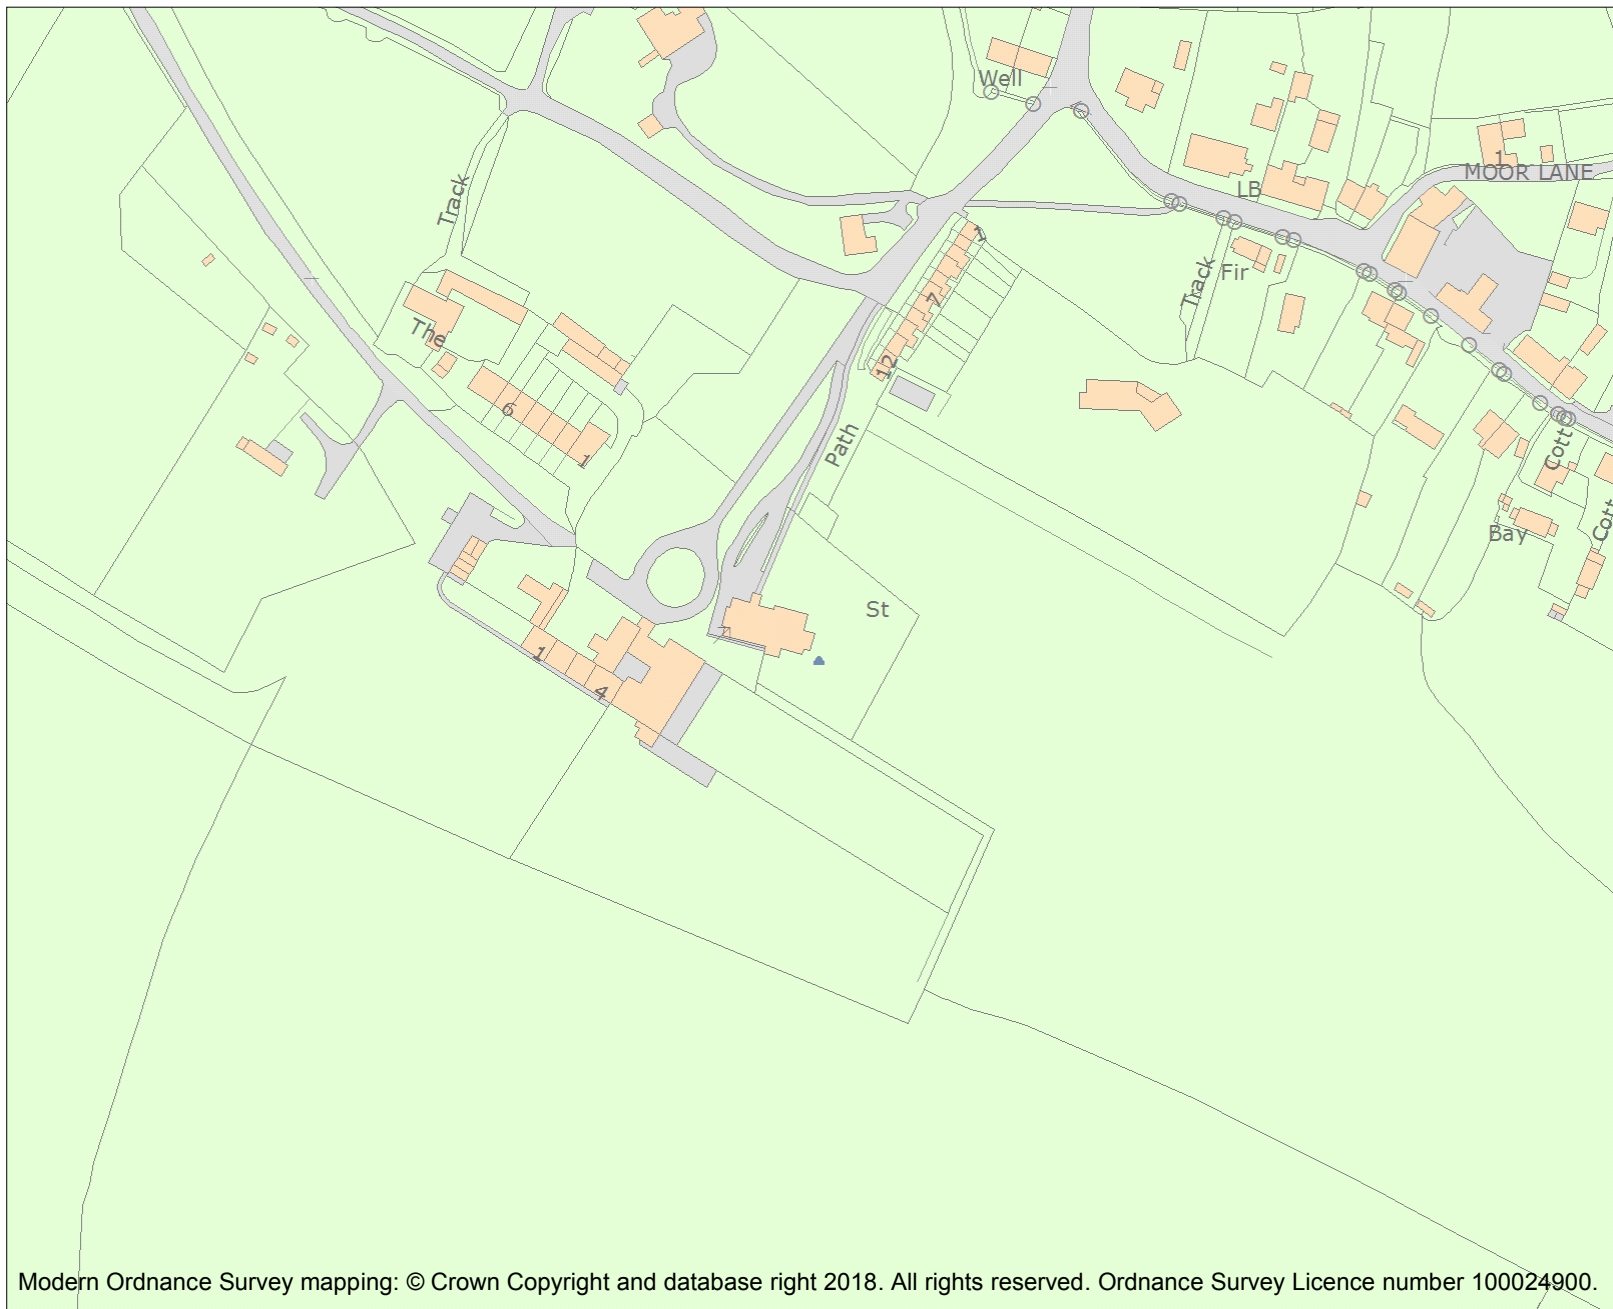 Well
Track
LB
1
MOOR LANE
1
Track
Fir
7
The
12
6
Path
Cott
1
Cott
Bay
St
1
4
Modern Ordnance Survey mapping: © Crown Copyright and database right 2018. All rights reserved. Ordnance Survey Licence number 100024900.